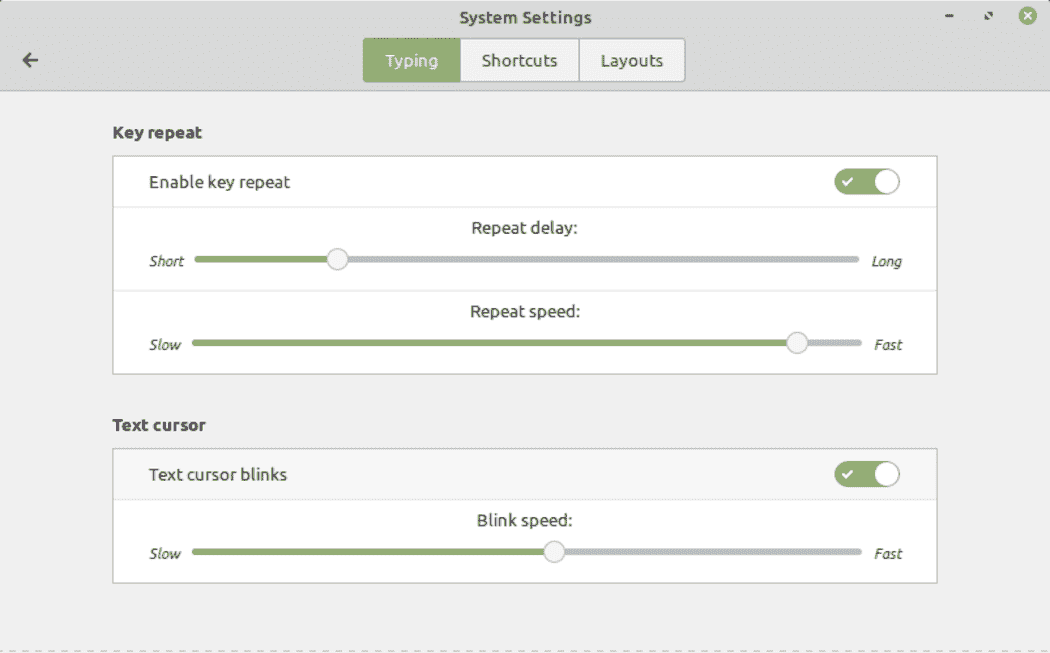 System Settings
Typing Shortcuts Layouts
Key repeat
Enable key repeat
Repeat delay:
Short Long
Repeat speed:
Slow Fast
Text cursor
Text cursor blinks
Blink speed:
Slow Fast